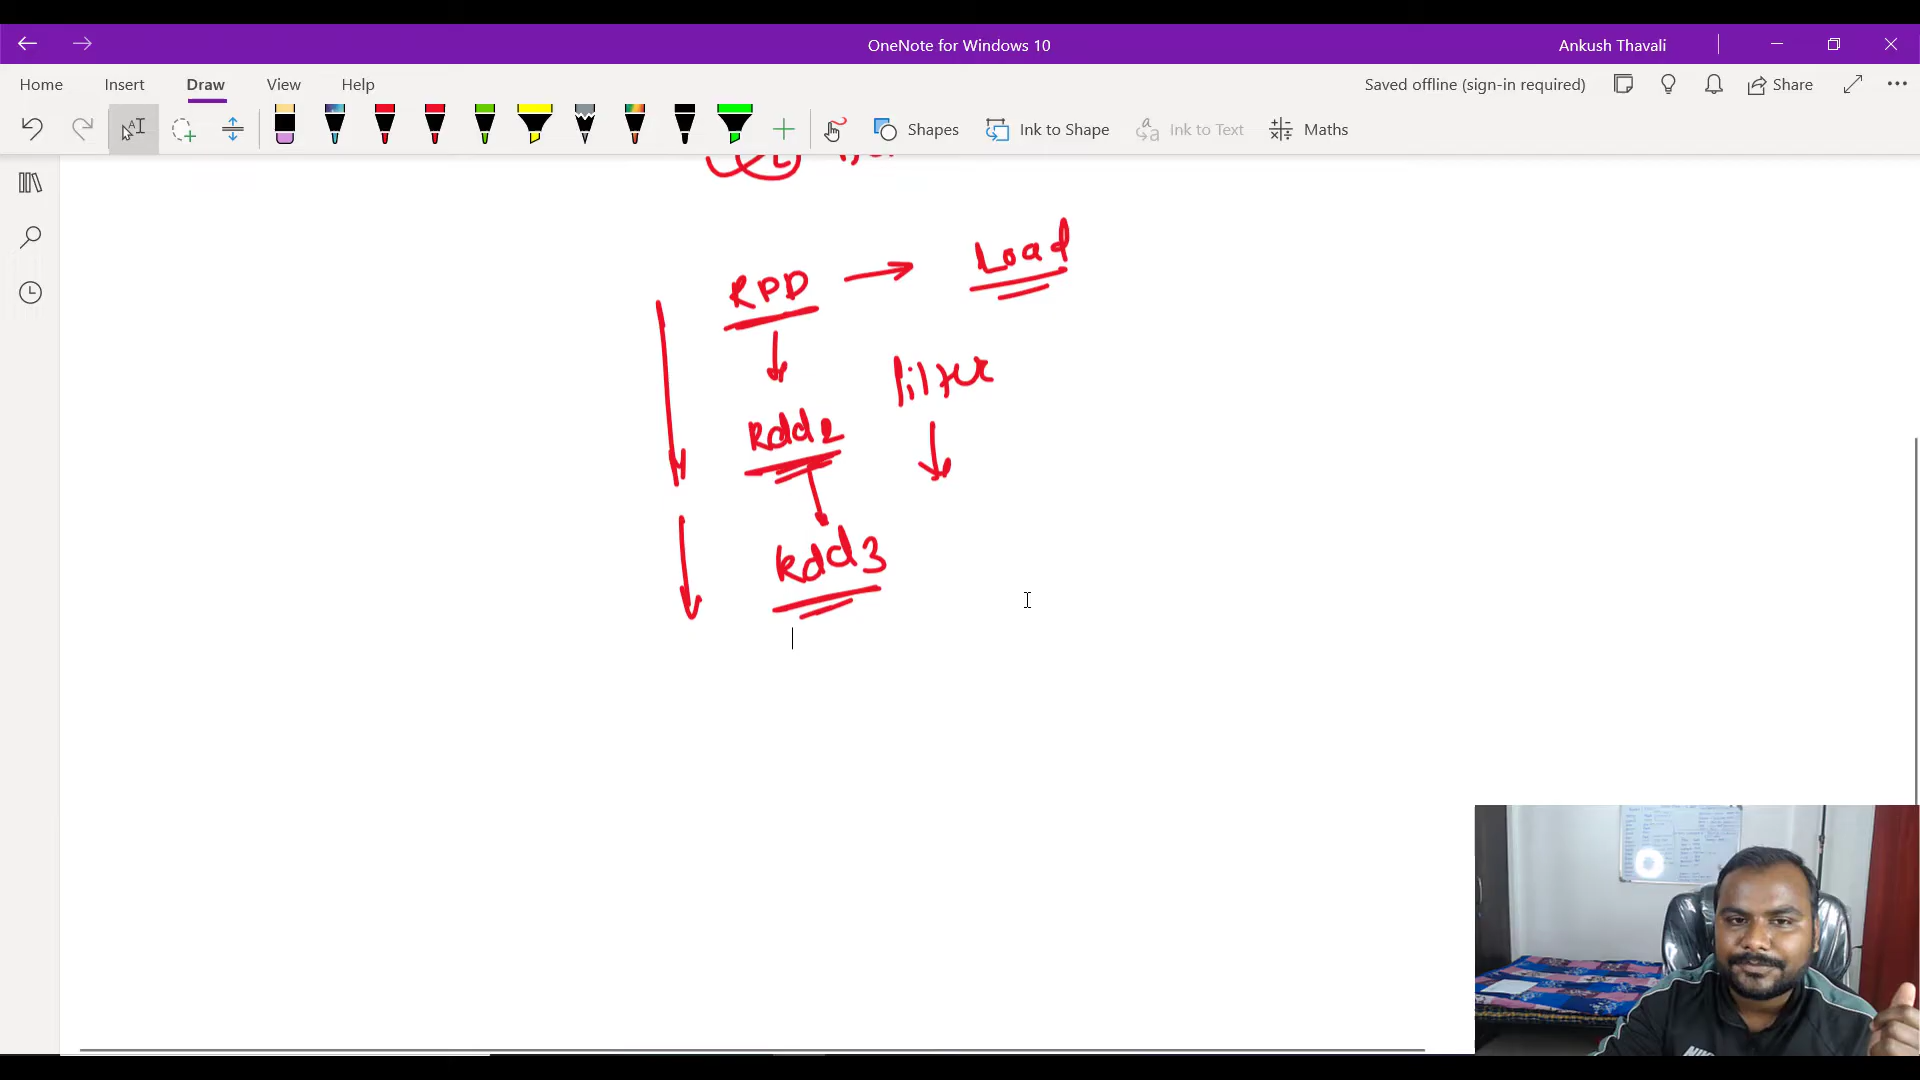 OneNote for Windows 10
Ankush Thavali
Home Insert Draw View Help
Saved offline (sign-in required)
Share
Shapes
Ink to Shape
Ink to Text
Maths
RDD → Load
filter
Rdd2
Rdd3